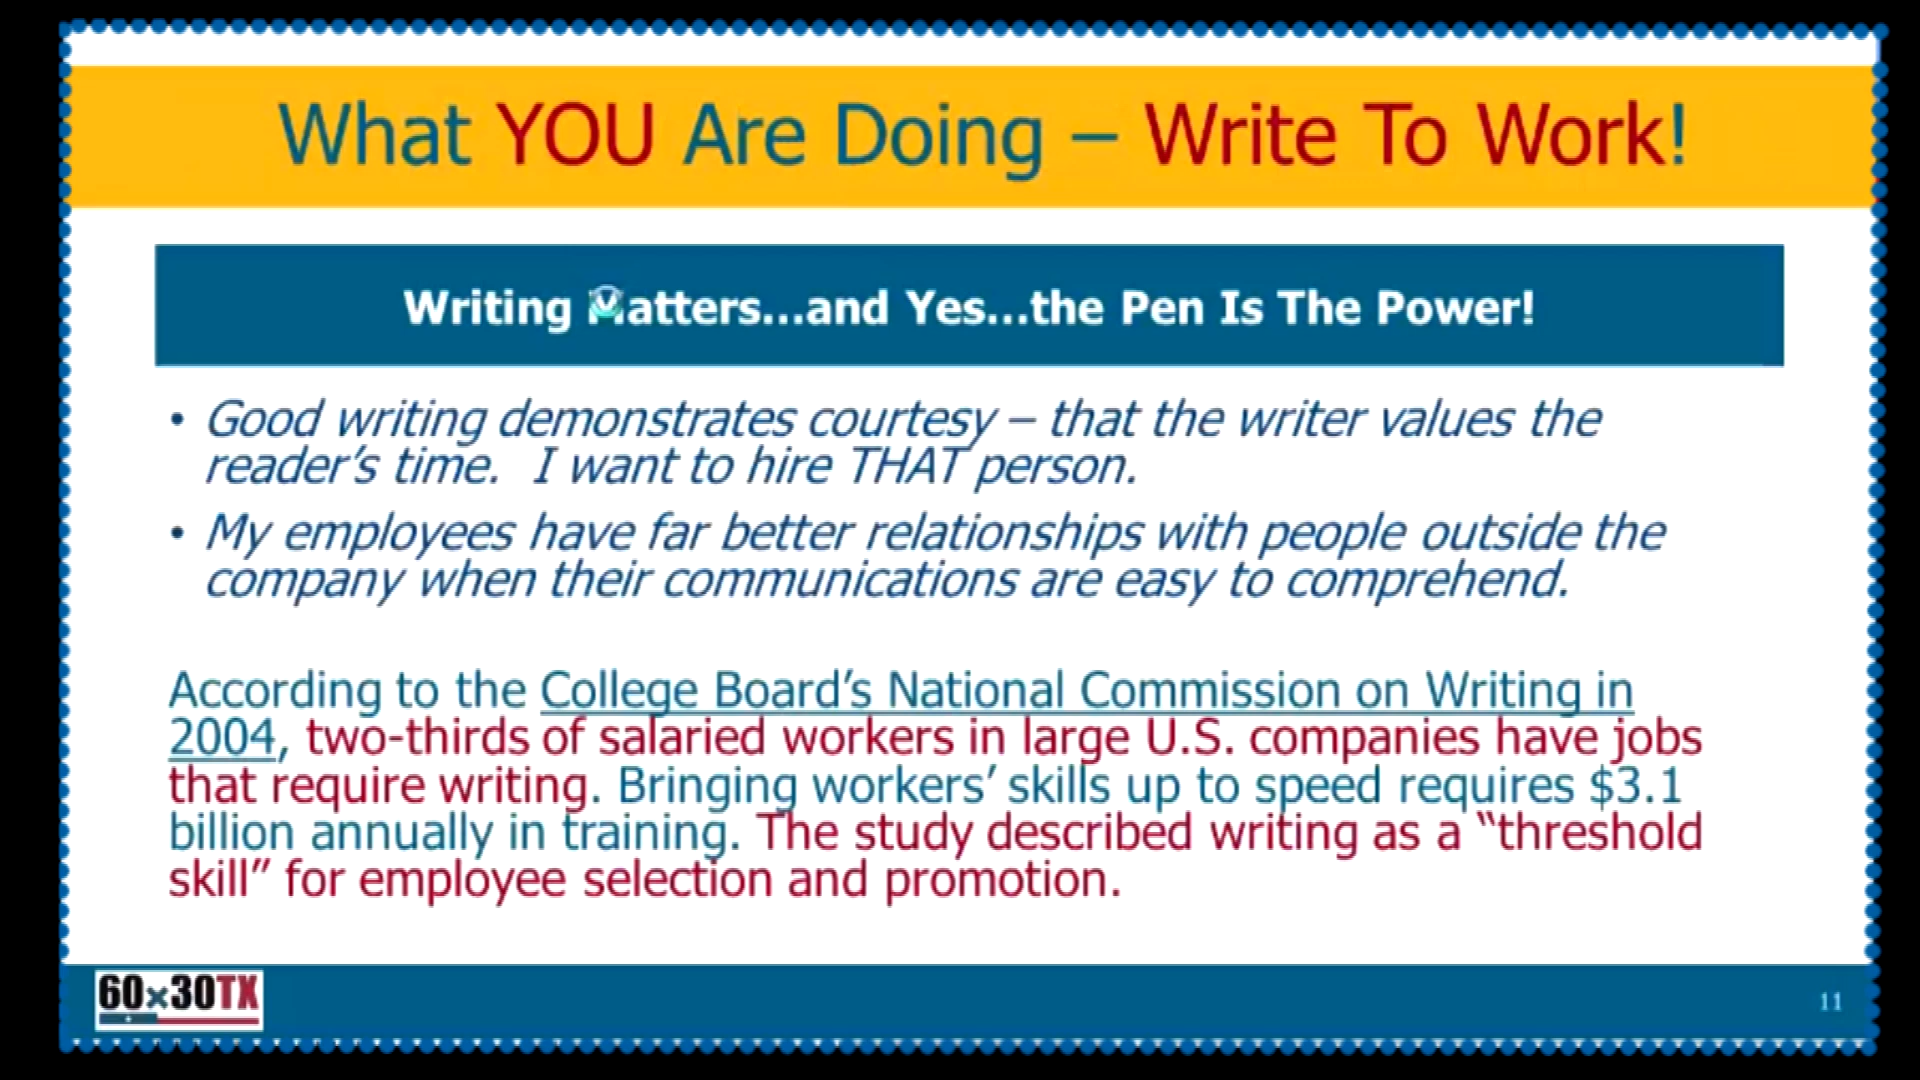 What YOU Are Doing – Write To Work!
Writing Matters...and Yes...the Pen Is The Power!
• Good writing demonstrates courtesy – that the writer values the
reader's time. I want to hire THAT person.
• My employees have far better relationships with people outside the
company when their communications are easy to comprehend.
According to the College Board's National Commission on Writing in
2004, two-thirds of salaried workers in large U.S. companies have jobs
that require writing. Bringing workers' skills up to speed requires $3.1
billion annually in training. The study described writing as a “threshold
skill” for employee selection and promotion.
60x30TX
11